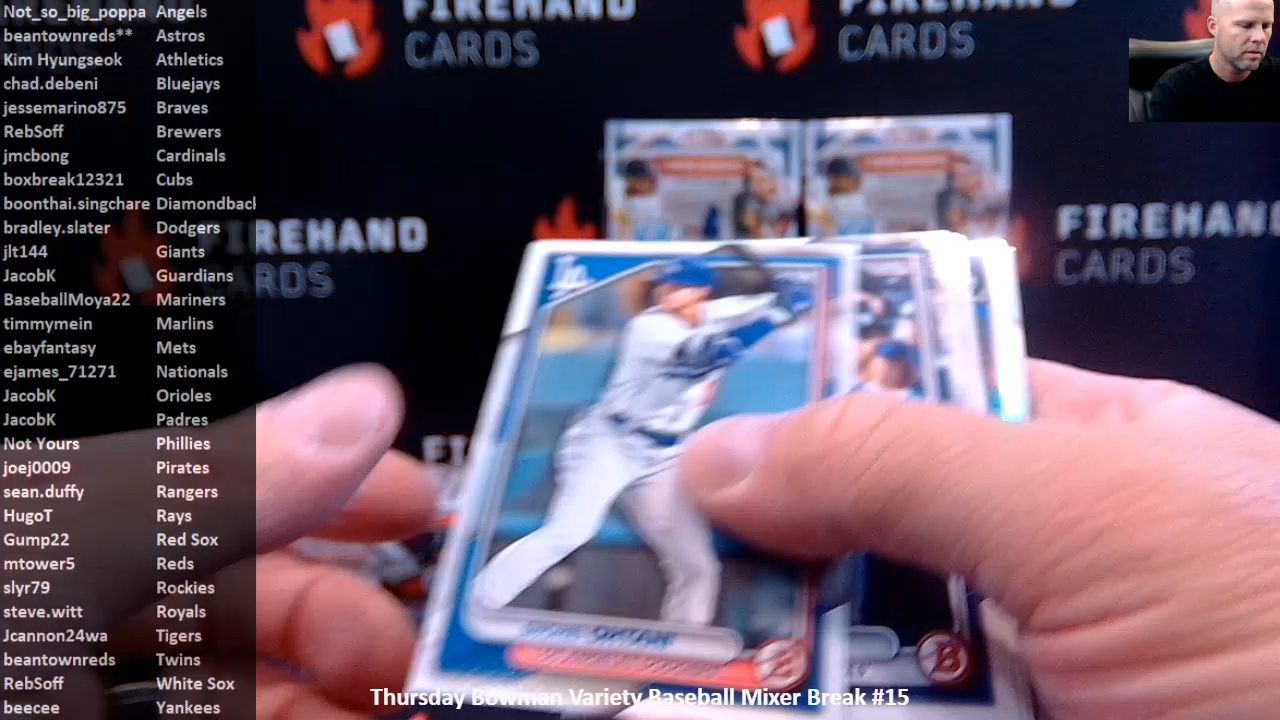 Not_so_big_poppa Angels
beantownreds** Astros
Kim Hyungseok Athletics
chad.debeni Bluejays
jessemarino875 Braves
RebSoff Brewers
jmcbong Cardinals
boxbreak12321 Cubs
boonthai.singchare Diamondback
bradley.slater Dodgers
jlt144 Giants
JacobK Guardians
BaseballMoya22 Mariners
timmymein Marlins
ebayfantasy Mets
ejames_71271 Nationals
JacobK Orioles
JacobK Padres
Not Yours Phillies
joej0009 Pirates
sean.duffy Rangers
HugoT Rays
Gump22 Red Sox
mtower5 Reds
slyr79 Rockies
steve.witt Royals
Jcannon24wa Tigers
beantownreds Twins
RebSoff White Sox
beecee Yankees
FIREHAND
CARDS
FIREHAND
CARDS
FIREHAND
CARDS
FIREHAND
CARDS
LA
OHTANI
B
B
Thursday Bowman Variety Baseball Mixer Break #15